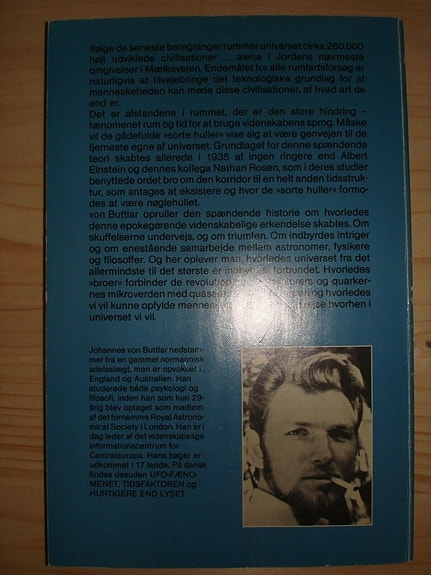 Ifølge de seneste beregninger rummer universet cirka 260.000
højt udviklede civilisationer ... alene i Jordens nærmeste
omgivelser i Mælkevejen. Endemålet for alle rumfartsforsøg er
naturligvis at tilvejebringe det teknologiske grundlag for at
menneskeheden kan møde disse civilisationer, af hvad art de
end er.
Det er afstandene i rummet, der er den store hindring –
fænomenet rum og tid for at bruge videnskabens sprog. Måske
vil de gådefulde »sorte huller« vise sig at være genvejen til de
fjerneste egne af universet. Grundlaget for denne spændende
teori skabtes allerede i 1935 af ingen ringere end Albert
Einstein og dennes kollega Nathan Rosen, som i deres studier
benyttede ordet bro om den korridor til en helt anden tidsstruk-
tur, som antages at eksistere og hvor de »sorte huller« formo-
des at være nøglehullet.
von Buttlar opruller den spændende historie om hvorledes
denne epokegørende videnskabelige erkendelse skabtes. Om
skuffelserne undervejs, og om triumfen. Om indbyrdes intriger
og om enestående samarbejde mellem astronomer, fysikere
og filosoffer. Og her oplever man, hvorledes universet fra det
allermindste til det største er forbundet. Hvorledes
»broer« forbinder de og quarker-
nes mikroverden med og hvorledes
vi vil kunne opfylde hvorhen i
universet vi vil.
Johannes von Buttlar nedstam-
mer fra en gammel normannisk
adelsslægt, men er opvokset i
England og Australien. Han
studerede både psykologi og
filosofi, inden han som kun 29-
årig blev optaget som medlem
af det fornemme Royal Astrono-
mical Society i London. Han er i
dag leder af det videnskabelige
informationscentrum for
Centraleuropa. Hans bøger er
udkommet i 17 lande. På dansk
findes desuden UFO-FÆNO-
MENET, TIDSFAKTOREN og
HURTIGERE END LYSET.